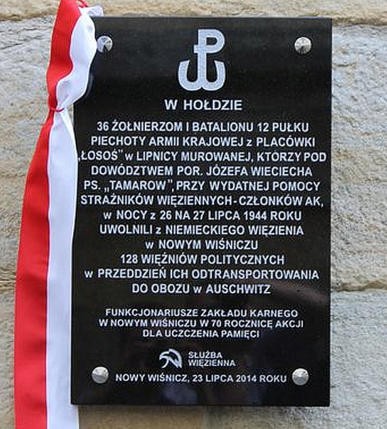 W HOŁDZIE
36 ŻOŁNIERZOM I BATALIONU 12 PUŁKU
PIECHOTY ARMII KRAJOWEJ z PLACÓWKI
„ŁOSOŚ” w LIPNICY MUROWANEJ, KTÓRZY POD
DOWÓDZTWEM POR. JÓZEFA WIECIECHA
PS. „TAMAROW”, PRZY WYDATNEJ POMOCY
STRAŻNIKÓW WIĘZIENNYCH-CZŁONKÓW AK,
w NOCY z 26 NA 27 LIPCA 1944 ROKU
UWOLNILI z NIEMIECKIEGO WIĘZIENIA
w NOWYM WIŚNICZU
128 WIĘŹNIÓW POLITYCZNYCH
w PRZEDDZIEŃ ICH ODTRANSPORTOWANIA
DO OBOZU w AUSCHWITZ
FUNKCJONARIUSZE ZAKŁADU KARNEGO
W NOWYM WIŚNICZU W 70 ROCZNICĘ AKCJI
DLA UCZCZENIA PAMIĘCI
SŁUŻBA
WIĘZIENNA
NOWY WIŚNICZ, 23 LIPCA 2014 ROKU